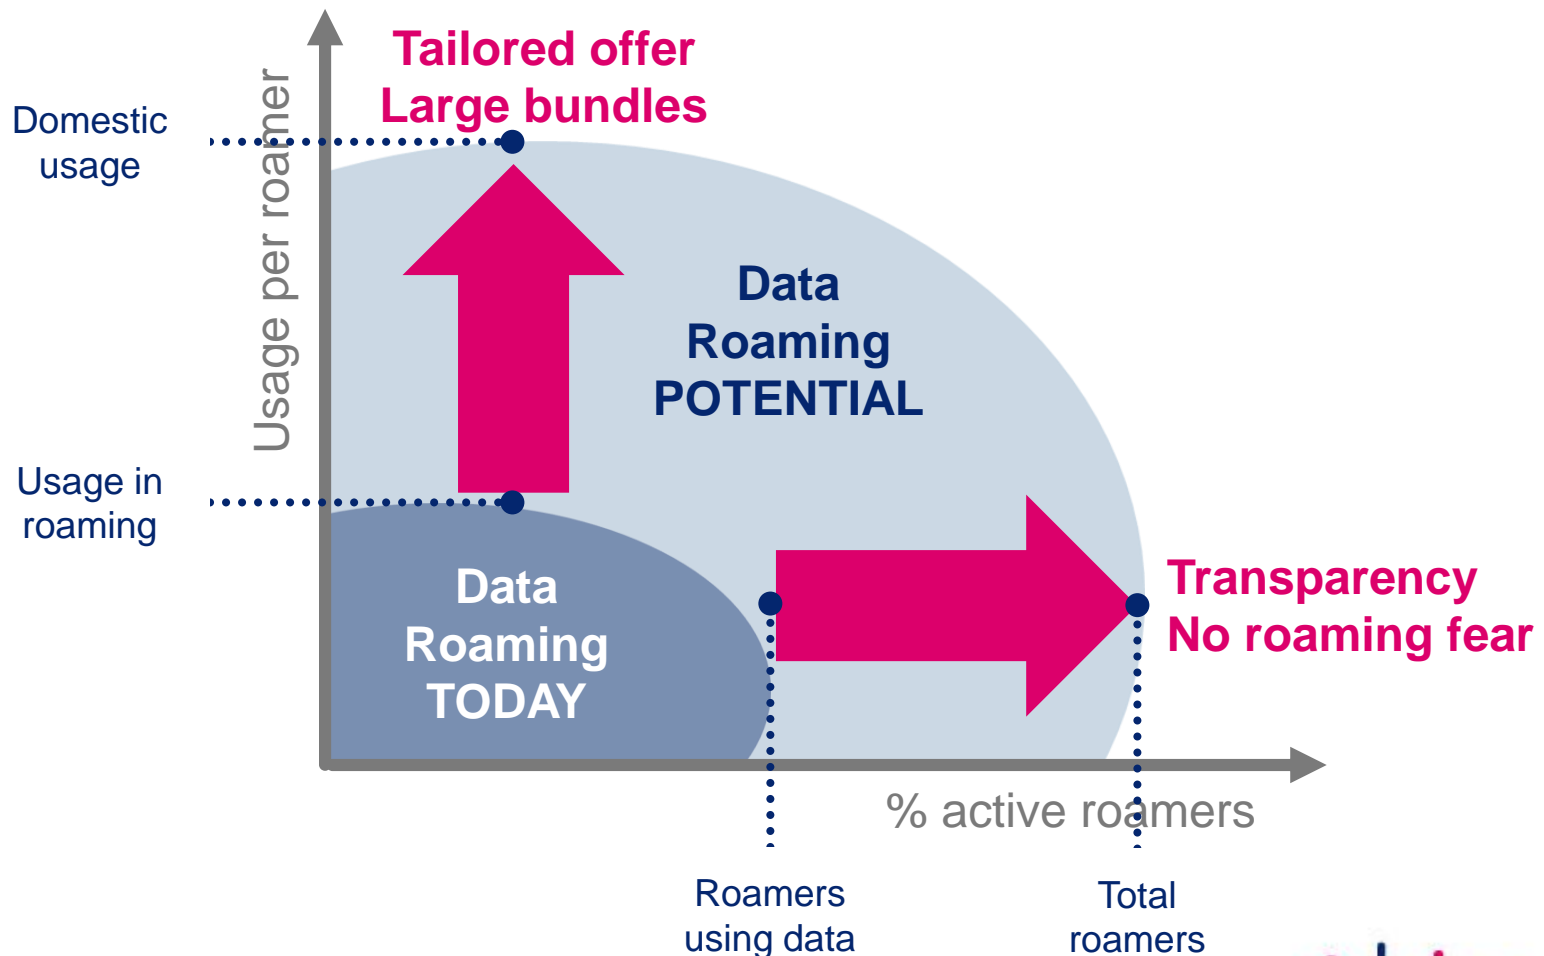 Tailored offer
Large bundles
Domestic
usage
Usage per roamer
Data
Roaming
POTENTIAL
Usage in
roaming
Data
Roaming
TODAY
Transparency
No roaming fear
% active roamers
Roamers
using data
Total
roamers